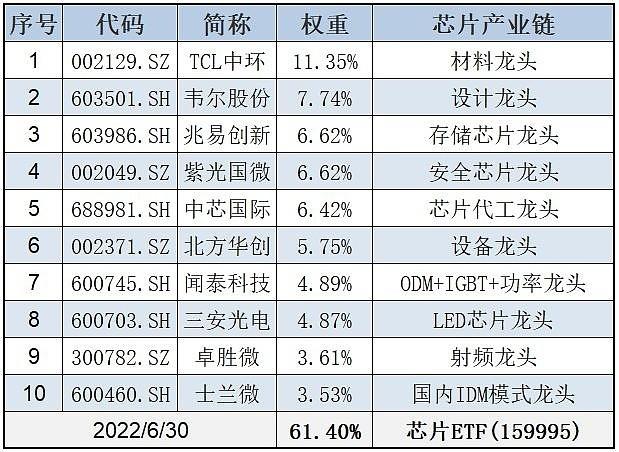 序号 代码 简称 权重 芯片产业链
1 002129.SZ TCL中环 11.35% 材料龙头
2 603501.SH 韦尔股份 7.74% 设计龙头
3 603986.SH 兆易创新 6.62% 存储芯片龙头
4 002049.SZ 紫光国微 6.62% 安全芯片龙头
5 688981.SH 中芯国际 6.42% 芯片代工龙头
6 002371.SZ 北方华创 5.75% 设备龙头
7 600745.SH 闻泰科技 4.89% ODM+IGBT+功率龙头
8 600703.SH 三安光电 4.87% LED芯片龙头
9 300782.SZ 卓胜微 3.61% 射频龙头
10 600460.SH 士兰微 3.53% 国内IDM模式龙头
2022/6/30 61.40% 芯片ETF(159995)